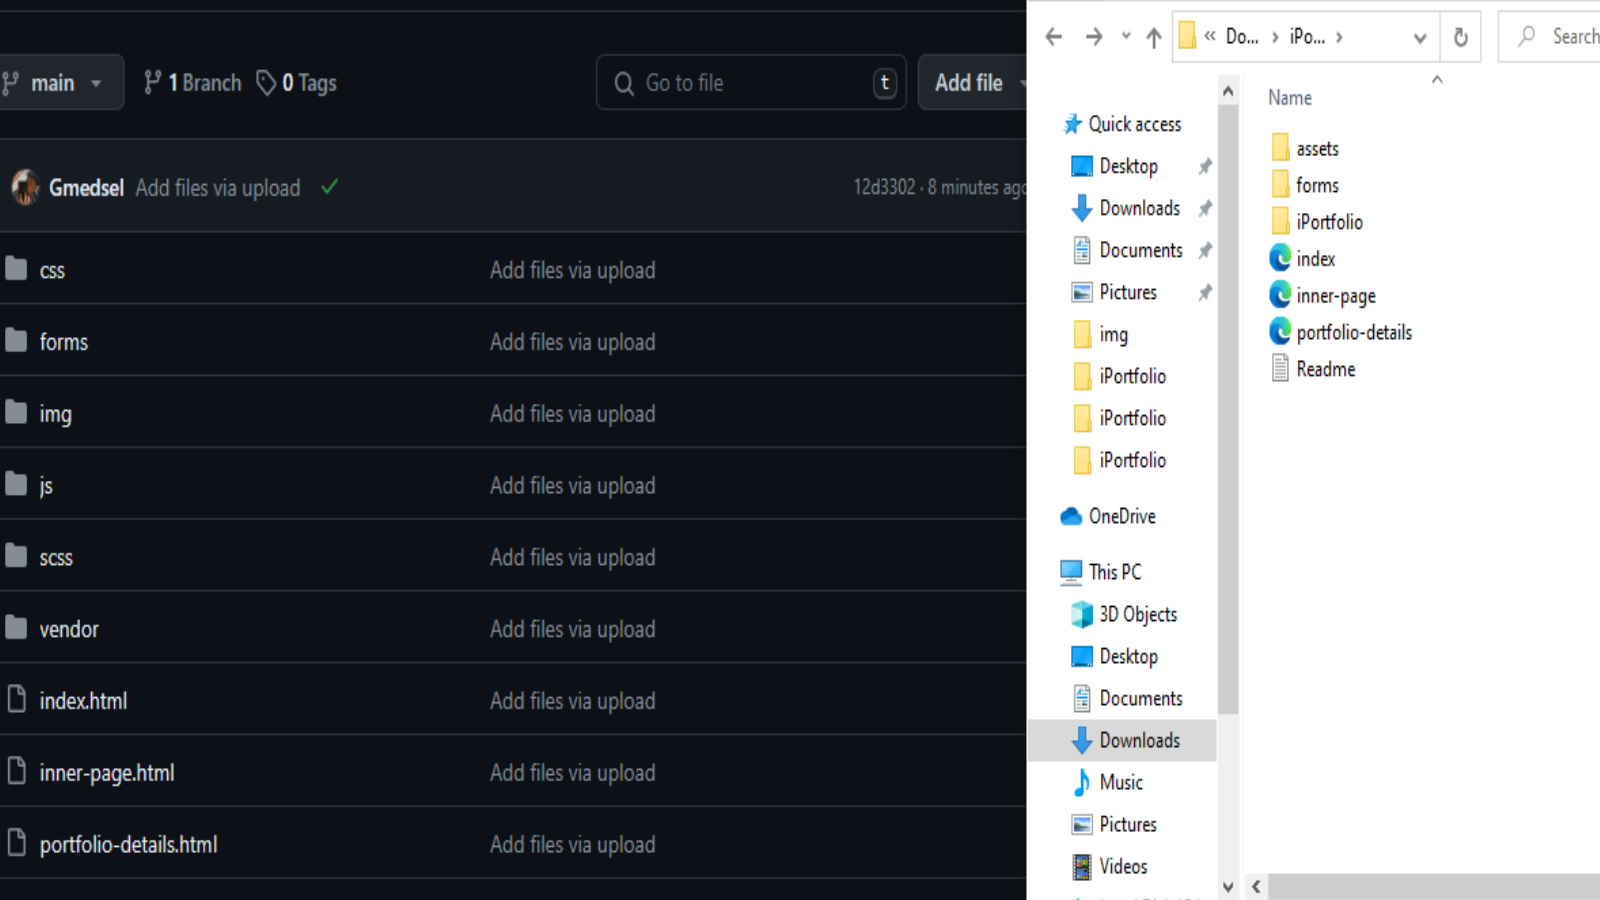 main
1 Branch
0 Tags
Go to file
t
Add file
Gmedsel Add files via upload
12d3302 · 8 minutes ago
css Add files via upload
forms Add files via upload
img Add files via upload
js Add files via upload
scss Add files via upload
vendor Add files via upload
index.html Add files via upload
inner-page.html Add files via upload
portfolio-details.html Add files via upload
« Do... › iPo... ›
Search
Quick access
Desktop
Downloads
Documents
Pictures
img
iPortfolio
iPortfolio
iPortfolio
OneDrive
This PC
3D Objects
Desktop
Documents
Downloads
Music
Pictures
Videos
Name
assets
forms
iPortfolio
index
inner-page
portfolio-details
Readme